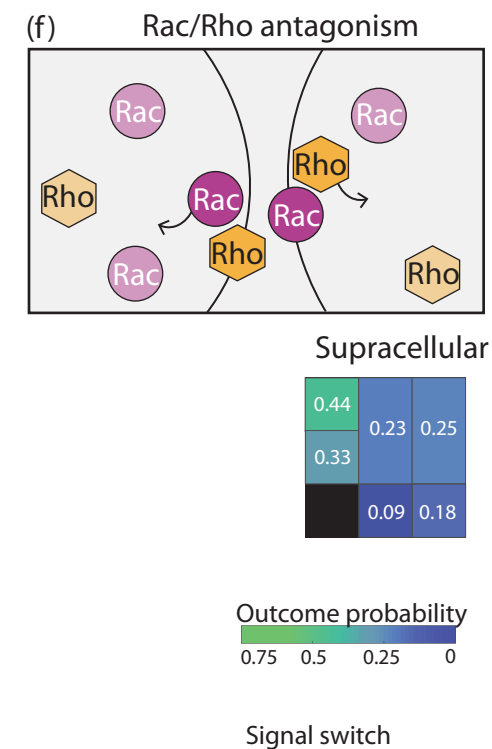 (f) Rac/Rho antagonism
Rac
Rac
Rho
Rho
Rac
Rac
Rho
Rac
Rho
Supracellular
0.44
0.23 0.25
0.33
0.09 0.18
Outcome probability
0.75 0.5 0.25 0
Signal switch